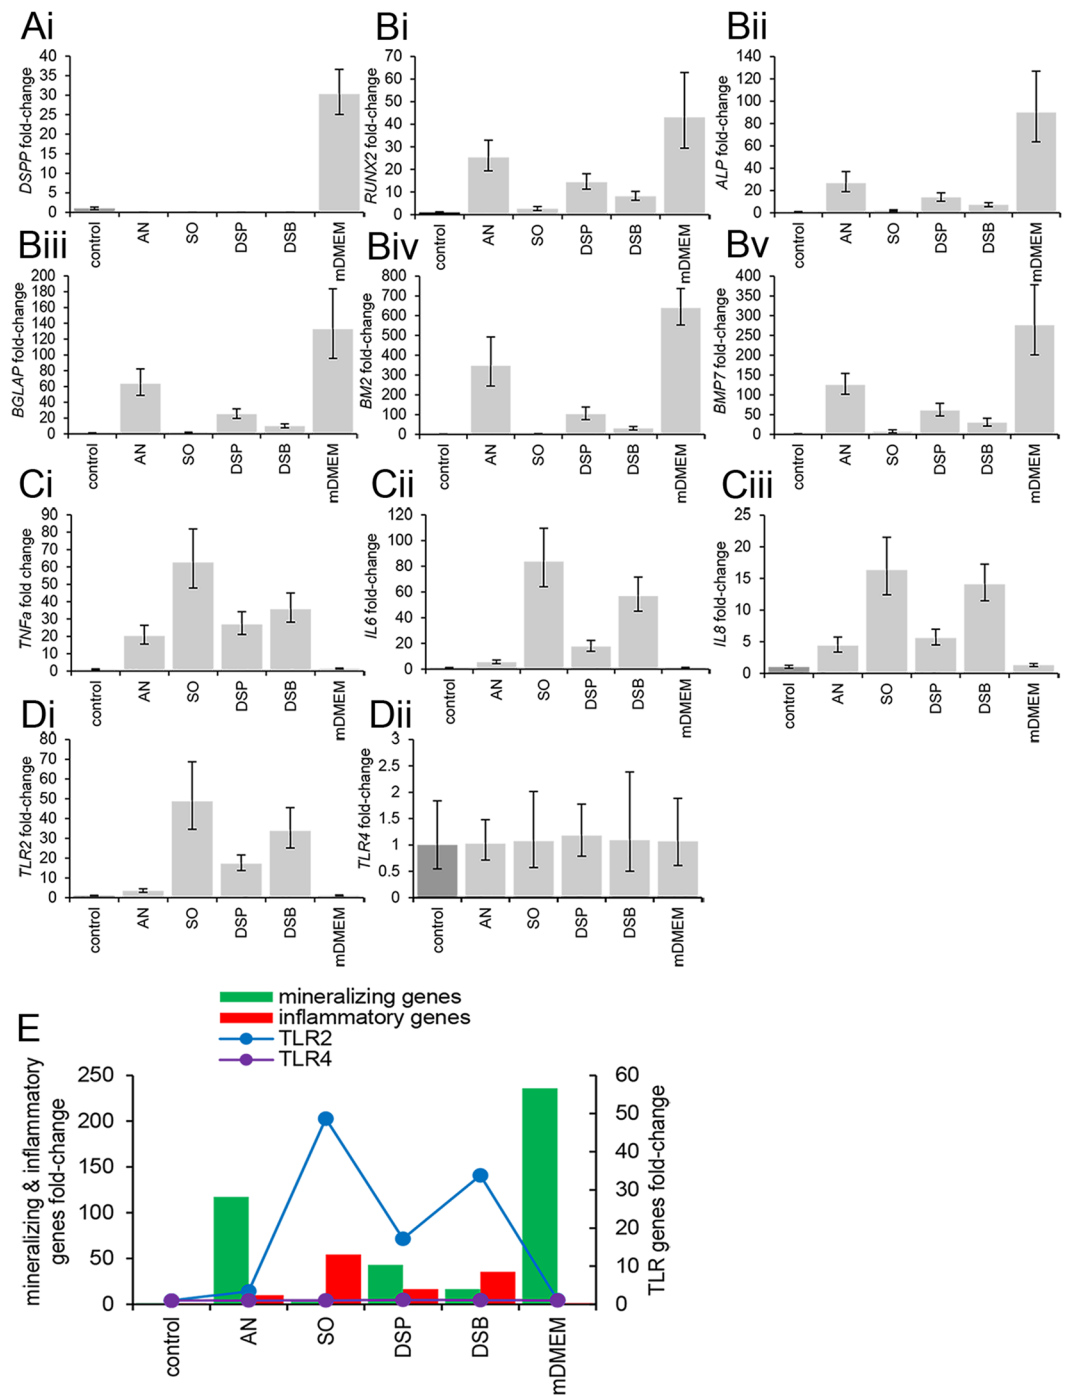 Ai
DSPP fold-change
40
35
30
25
20
15
10
5
0
control
AN
SO
DSP
DSB
mDMEM
Bi
RUNX2 fold-change
70
60
50
40
30
20
10
0
control
AN
SO
DSP
DSB
mDMEM
Bii
ALP fold-change
140
120
100
80
60
40
20
0
control
AN
SO
DSP
DSB
mDMEM
Biii
BGLAP fold-change
200
180
160
140
120
100
80
60
40
20
0
control
AN
SO
DSP
DSB
mDMEM
Biv
BM2 fold-change
800
700
600
500
400
300
200
100
0
control
AN
SO
DSP
DSB
mDMEM
Bv
BMP7 fold-change
400
350
300
250
200
150
100
50
0
control
AN
SO
DSP
DSB
mDMEM
Ci
TNFa fold change
90
80
70
60
50
40
30
20
10
0
control
AN
SO
DSP
DSB
mDMEM
Cii
IL6 fold-change
120
100
80
60
40
20
0
control
AN
SO
DSP
DSB
mDMEM
Ciii
IL8 fold-change
25
20
15
10
5
0
control
AN
SO
DSP
DSB
mDMEM
Di
TLR2 fold-change
80
70
60
50
40
30
20
10
0
control
AN
SO
DSP
DSB
mDMEM
Dii
TLR4 fold-change
3
2.5
2
1.5
1
0.5
0
control
AN
SO
DSP
DSB
mDMEM
E
mineralizing genes
inflammatory genes
TLR2
TLR4
mineralizing & inflammatory
genes fold-change
250
200
150
100
50
0
60
50
40
30
20
10
0
TLR genes fold-change
control
AN
SO
DSP
DSB
mDMEM